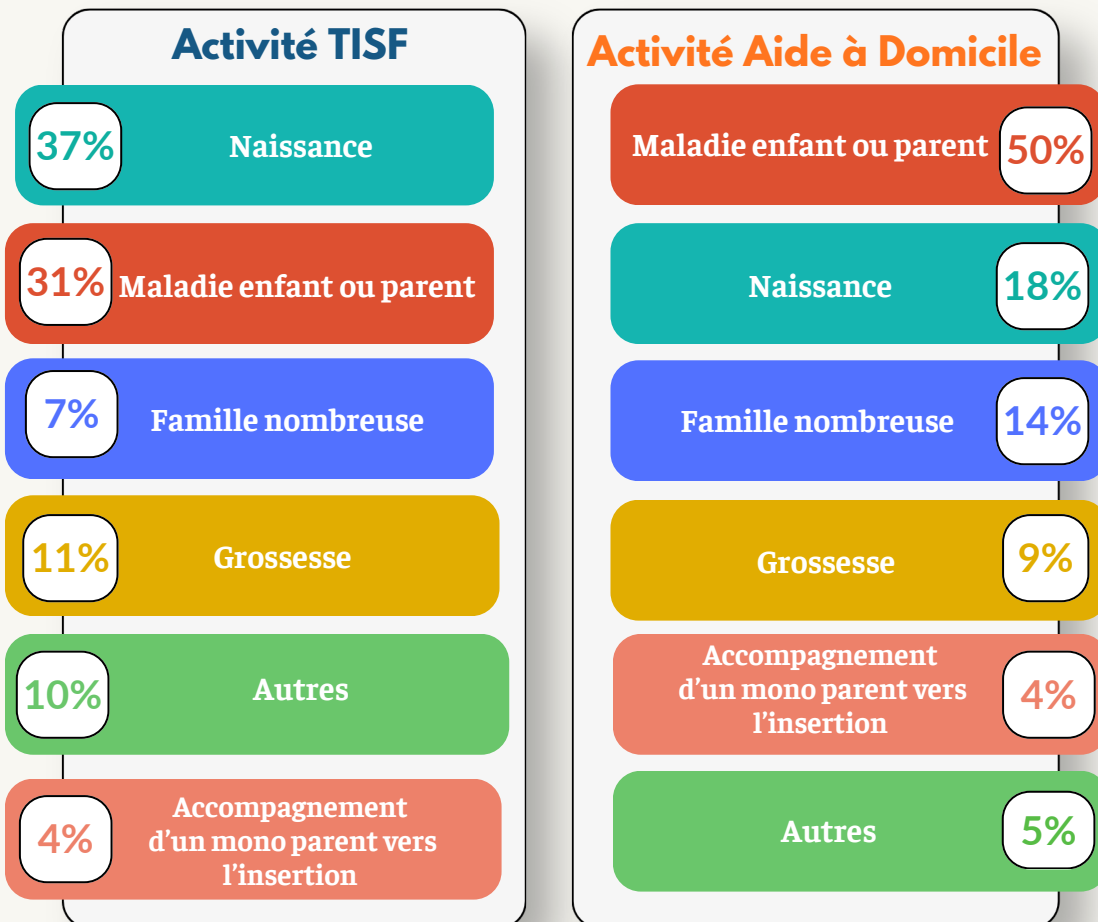 Activité TISF
37%
Naissance
31%
Maladie enfant ou parent
7%
Famille nombreuse
11%
Grossesse
10%
Autres
4%
Accompagnement
d'un mono parent vers
l'insertion
Activité Aide à Domicile
Maladie enfant ou parent
50%
Naissance
18%
Famille nombreuse
14%
Grossesse
9%
Accompagnement
d'un mono parent vers
l'insertion
4%
Autres
5%